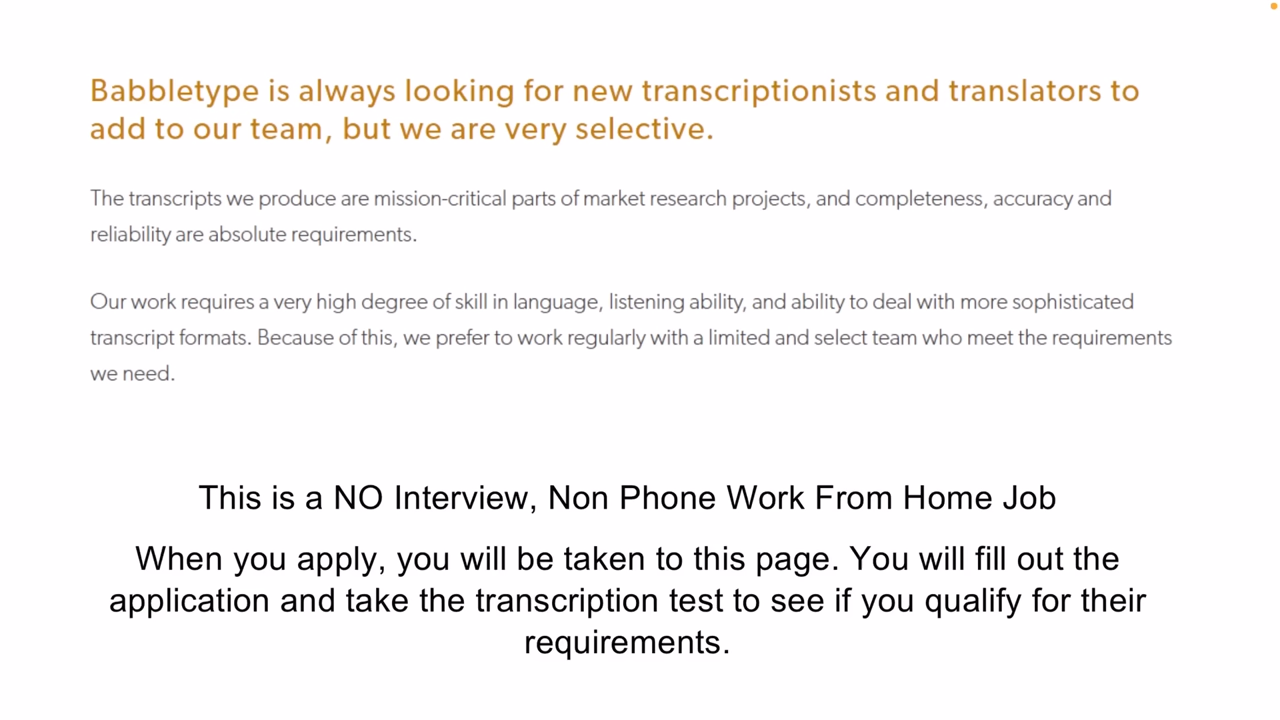 Babbletype is always looking for new transcriptionists and translators to
add to our team, but we are very selective.
The transcripts we produce are mission-critical parts of market research projects, and completeness, accuracy and
reliability are absolute requirements.
Our work requires a very high degree of skill in language, listening ability, and ability to deal with more sophisticated
transcript formats. Because of this, we prefer to work regularly with a limited and select team who meet the requirements
we need.
This is a NO Interview, Non Phone Work From Home Job
When you apply, you will be taken to this page. You will fill out the
application and take the transcription test to see if you qualify for their
requirements.